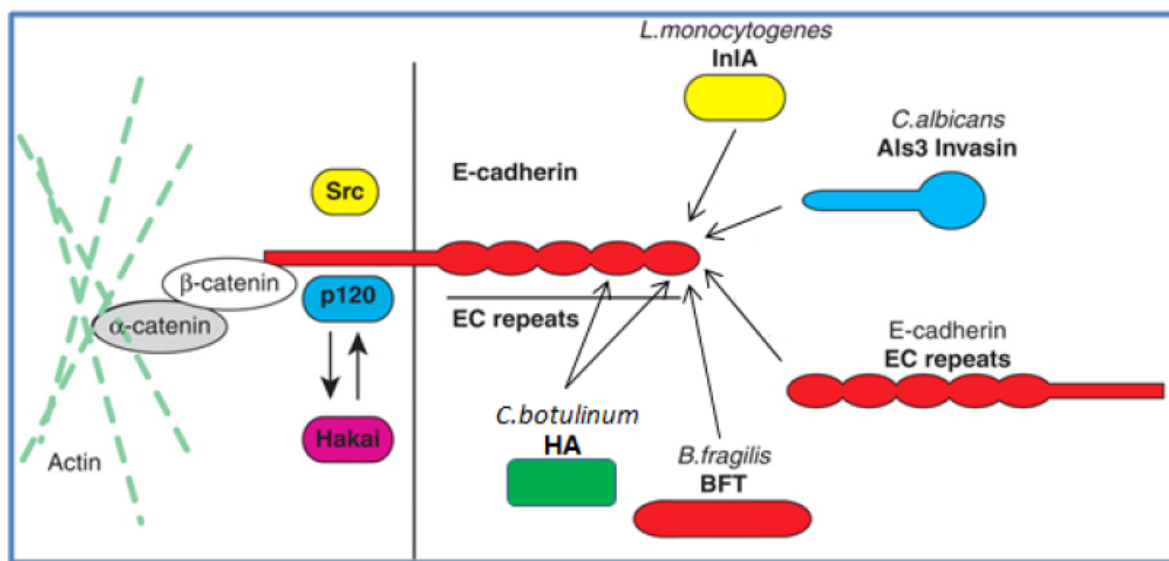 L.monocytogenes
InlA
C.albicans
Als3 Invasin
Src
E-cadherin
β-catenin
p120
α-catenin
EC repeats
E-cadherin
EC repeats
C.botulinum
HA
Hakai
Actin
B.fragilis
BFT